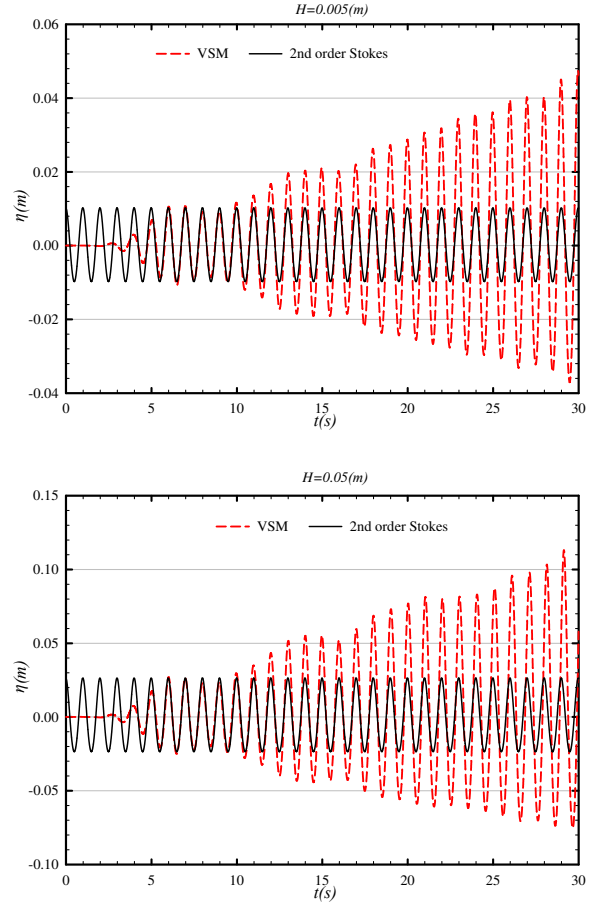 H=0.005(m)
0.06
VSM
2nd order Stokes
0.04
0.02
η(m)
0.00
-0.02
-0.04
0 5 10 15 20 25 30
t(s)
H=0.05(m)
0.15
VSM
2nd order Stokes
0.10
0.05
η(m)
0.00
-0.05
-0.10
0 5 10 15 20 25 30
t(s)